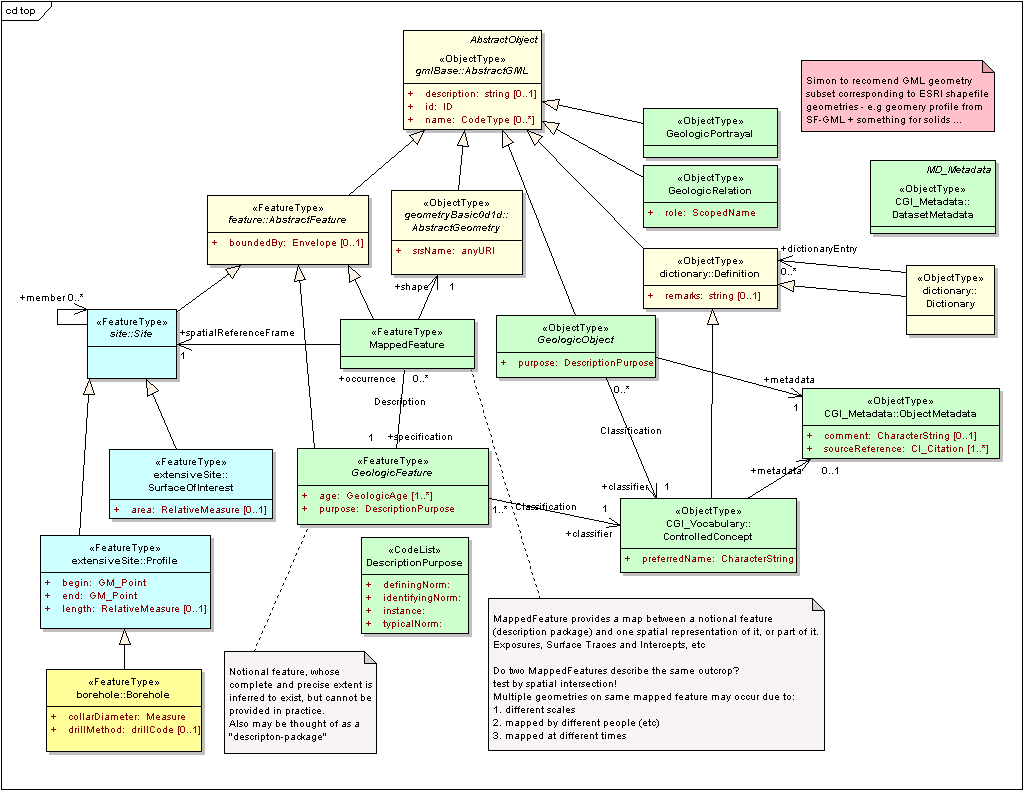 cd top
AbstractObject
«ObjectType»
gmlBase::AbstractGML
+ description: string [0..1]
+ id: ID
+ name: CodeType [0..*]
Simon to recomend GML geometry
subset corresponding to ESRI shapefile
geometries - e.g geomery profile from
SF-GML + something for solids ...
«ObjectType»
GeologicPortrayal
«ObjectType»
GeologicRelation
+ role: ScopedName
MD_Metadata
«ObjectType»
CGI_Metadata::
DatasetMetadata
«FeatureType»
feature::AbstractFeature
+ boundedBy: Envelope [0..1]
«ObjectType»
geometryBasic0d1d::
AbstractGeometry
+ srsName: anyURI
«ObjectType»
dictionary::Definition
+ remarks: string [0..1]
+dictionaryEntry
0..*
«ObjectType»
dictionary::
Dictionary
+shape
1
+member 0..*
«FeatureType»
site::Site
+spatialReferenceFrame
1
«FeatureType»
MappedFeature
«ObjectType»
GeologicObject
+ purpose: DescriptionPurpose
+occurrence
0..*
Description
1
+specification
0..*
Classification
+classifier
1
+metadata
1
«ObjectType»
CGI_Metadata::ObjectMetadata
+ comment: CharacterString [0..1]
+ sourceReference: CI_Citation [1..*]
+metadata
0..1
«FeatureType»
extensiveSite::
SurfaceOfInterest
+ area: RelativeMeasure [0..1]
«FeatureType»
GeologicFeature
+ age: GeologicAge [1..*]
+ purpose: DescriptionPurpose
1..*
Classification
1
+classifier
«ObjectType»
CGI_Vocabulary::
ControlledConcept
+ preferredName: CharacterString
«FeatureType»
extensiveSite::Profile
+ begin: GM_Point
+ end: GM_Point
+ length: RelativeMeasure [0..1]
«CodeList»
DescriptionPurpose
+ definingNorm:
+ identifyingNorm:
+ instance:
+ typicalNorm:
«FeatureType»
borehole::Borehole
+ collarDiameter: Measure
+ drillMethod: drillCode [0..1]
Notional feature, whose
complete and precise extent is
inferred to exist, but cannot be
provided in practice.
Also may be thought of as a
"descripton-package"
MappedFeature provides a map between a notional feature
(description package) and one spatial representation of it, or part of it.
Exposures, Surface Traces and Intercepts, etc
Do two MappedFeatures describe the same outcrop?
test by spatial intersection!
Multiple geometries on same mapped feature may occur due to:
1. different scales
2. mapped by different people (etc)
3. mapped at different times